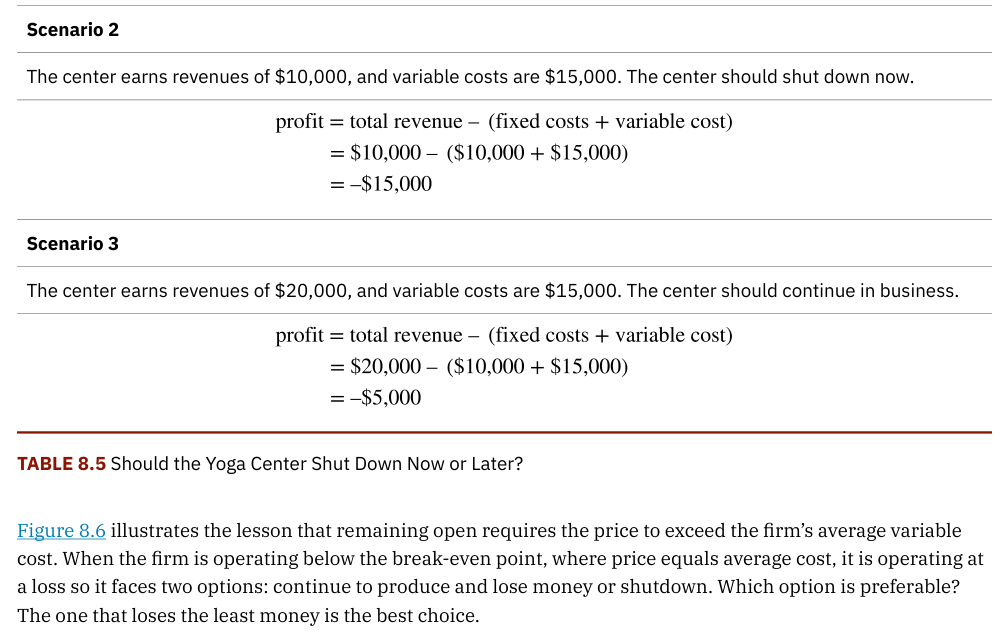 Scenario 2
The center earns revenues of $10,000, and variable costs are $15,000. The center should shut down now.
profit = total revenue – (fixed costs + variable cost)
= $10,000 – ($10,000 + $15,000)
= –$15,000
Scenario 3
The center earns revenues of $20,000, and variable costs are $15,000. The center should continue in business.
profit = total revenue – (fixed costs + variable cost)
= $20,000 – ($10,000 + $15,000)
= –$5,000
TABLE 8.5 Should the Yoga Center Shut Down Now or Later?
Figure 8.6 illustrates the lesson that remaining open requires the price to exceed the firm’s average variable
cost. When the firm is operating below the break-even point, where price equals average cost, it is operating at
a loss so it faces two options: continue to produce and lose money or shutdown. Which option is preferable?
The one that loses the least money is the best choice.